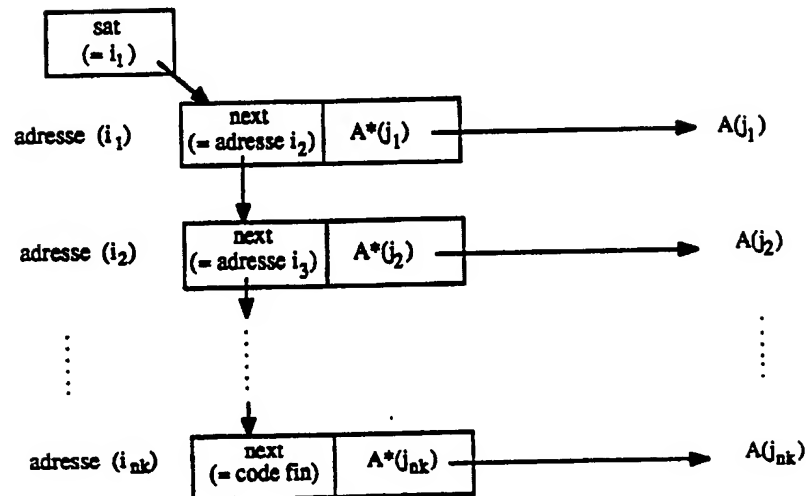 sat
(= i₁)
adresse (i₁)
next
(= adresse i₂)
A*(j₁)
A(j₁)
adresse (i₂)
next
(= adresse i₃)
A*(j₂)
A(j₂)
adresse (iₙₖ)
next
(= code fin)
A*(jₙₖ)
A(jₙₖ)